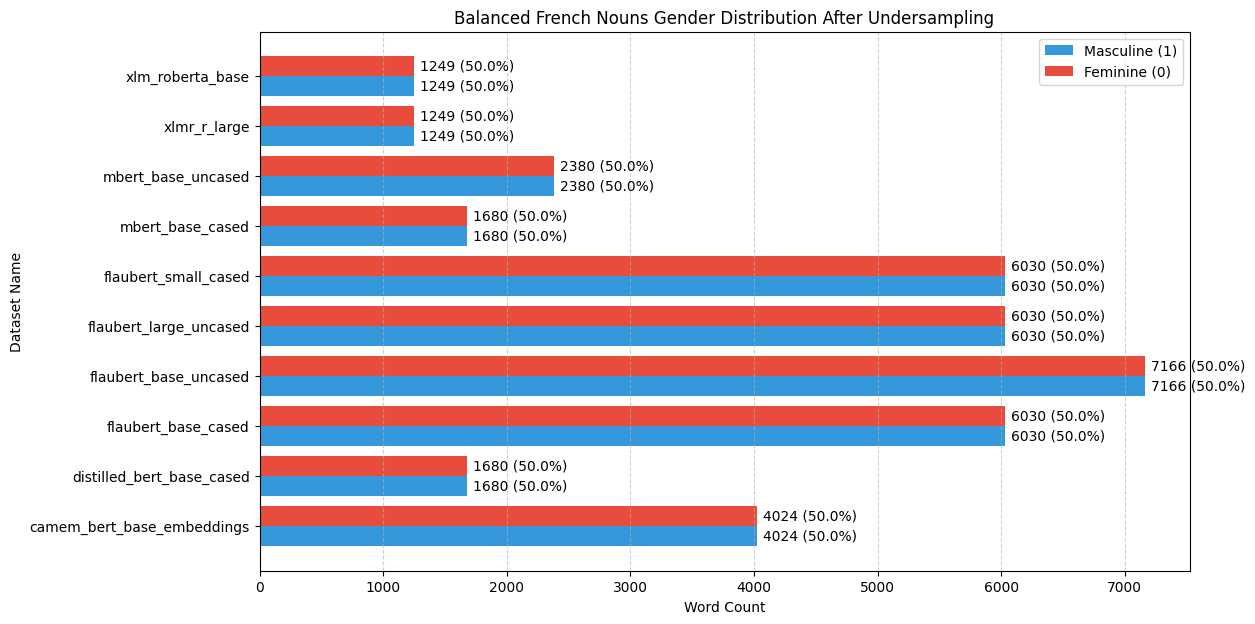 Balanced French Nouns Gender Distribution After Undersampling
Masculine (1)
Feminine (0)
Dataset Name
xlm_roberta_base
1249 (50.0%)
1249 (50.0%)
xlmr_r_large
1249 (50.0%)
1249 (50.0%)
mbert_base_uncased
2380 (50.0%)
2380 (50.0%)
mbert_base_cased
1680 (50.0%)
1680 (50.0%)
flaubert_small_cased
6030 (50.0%)
6030 (50.0%)
flaubert_large_uncased
6030 (50.0%)
6030 (50.0%)
flaubert_base_uncased
7166 (50.0%)
7166 (50.0%)
flaubert_base_cased
6030 (50.0%)
6030 (50.0%)
distilled_bert_base_cased
1680 (50.0%)
1680 (50.0%)
camem_bert_base_embeddings
4024 (50.0%)
4024 (50.0%)
0 1000 2000 3000 4000 5000 6000 7000
Word Count